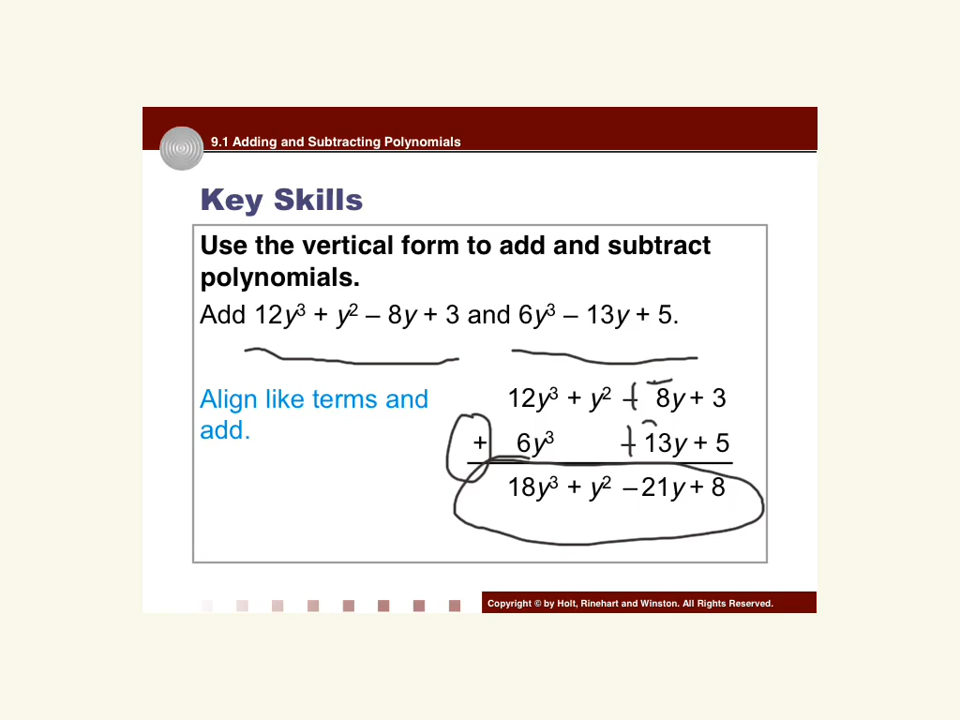 9.1 Adding and Subtracting Polynomials
Key Skills
Use the vertical form to add and subtract
polynomials.
Add 12y³ + y² – 8y + 3 and 6y³ – 13y + 5.
Align like terms and
add.
12y³ + y² – 8y + 3
+ 6y³ – 13y + 5
18y³ + y² – 21y + 8
Copyright © by Holt, Rinehart and Winston. All Rights Reserved.